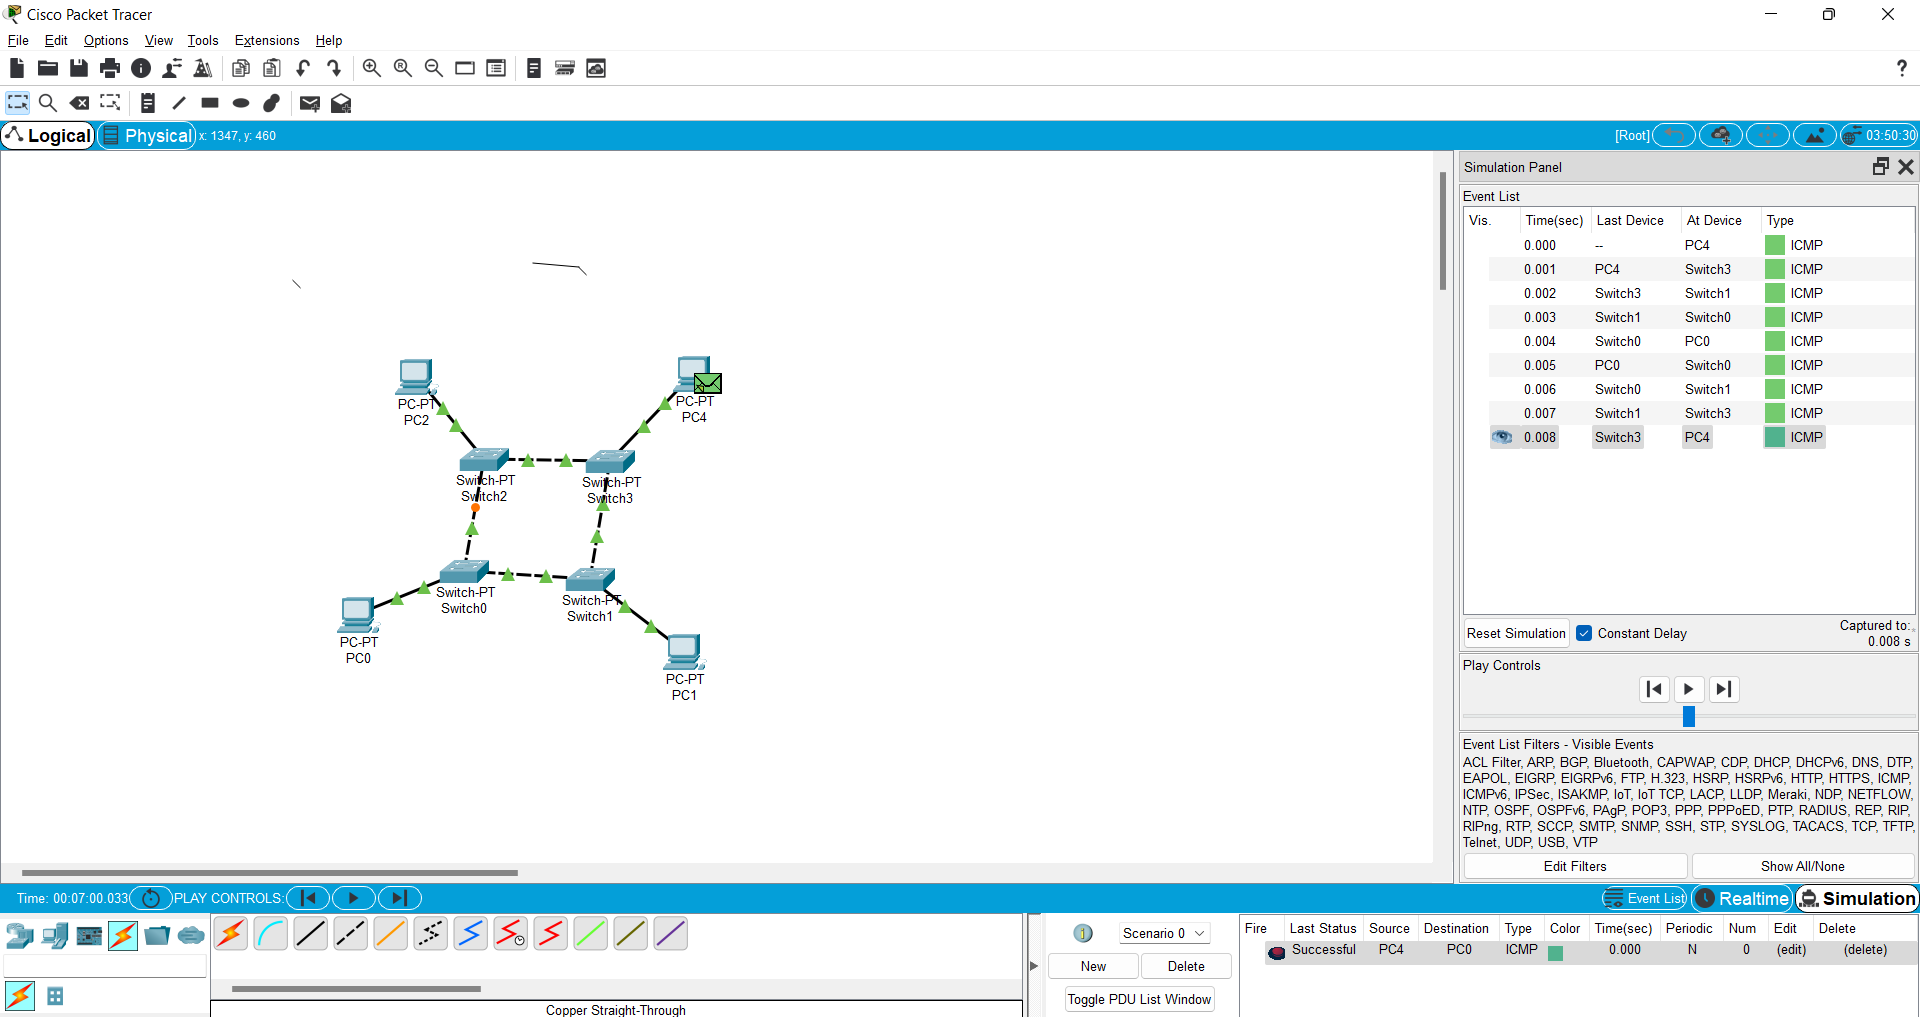 Cisco Packet Tracer
File Edit Options View Tools Extensions Help
Logical Physical x: 1347, y: 460 [Root] 03:50:30
Simulation Panel
Event List
Vis. Time(sec) Last Device At Device Type
0.000 -- PC4 ICMP
0.001 PC4 Switch3 ICMP
0.002 Switch3 Switch1 ICMP
0.003 Switch1 Switch0 ICMP
0.004 Switch0 PC0 ICMP
0.005 PC0 Switch0 ICMP
0.006 Switch0 Switch1 ICMP
0.007 Switch1 Switch3 ICMP
0.008 Switch3 PC4 ICMP
PC-PT
PC2
PC-PT
PC4
Switch-PT
Switch2
Switch-PT
Switch3
Switch-PT
Switch0
Switch-PT
Switch1
PC-PT
PC0
PC-PT
PC1
Reset Simulation Constant Delay Captured to:
0.008 s
Play Controls
Event List Filters - Visible Events
ACL Filter, ARP, BGP, Bluetooth, CAPWAP, CDP, DHCP, DHCPv6, DNS, DTP,
EAPOL, EIGRP, EIGRPv6, FTP, H.323, HSRP, HSRPv6, HTTP, HTTPS, ICMP,
ICMPv6, IPSec, ISAKMP, IoT, IoT TCP, LACP, LLDP, Meraki, NDP, NETFLOW,
NTP, OSPF, OSPFv6, PAgP, POP3, PPP, PPPoED, PTP, RADIUS, REP, RIP,
RIPng, RTP, SCCP, SMTP, SNMP, SSH, STP, SYSLOG, TACACS, TCP, TFTP,
Telnet, UDP, USB, VTP
Edit Filters Show All/None
Time: 00:07:00.033 PLAY CONTROLS: Event List Realtime Simulation
Scenario 0
New Delete
Toggle PDU List Window
Fire Last Status Source Destination Type Color Time(sec) Periodic Num Edit Delete
Successful PC4 PC0 ICMP 0.000 N 0 (edit) (delete)
Copper Straight-Through